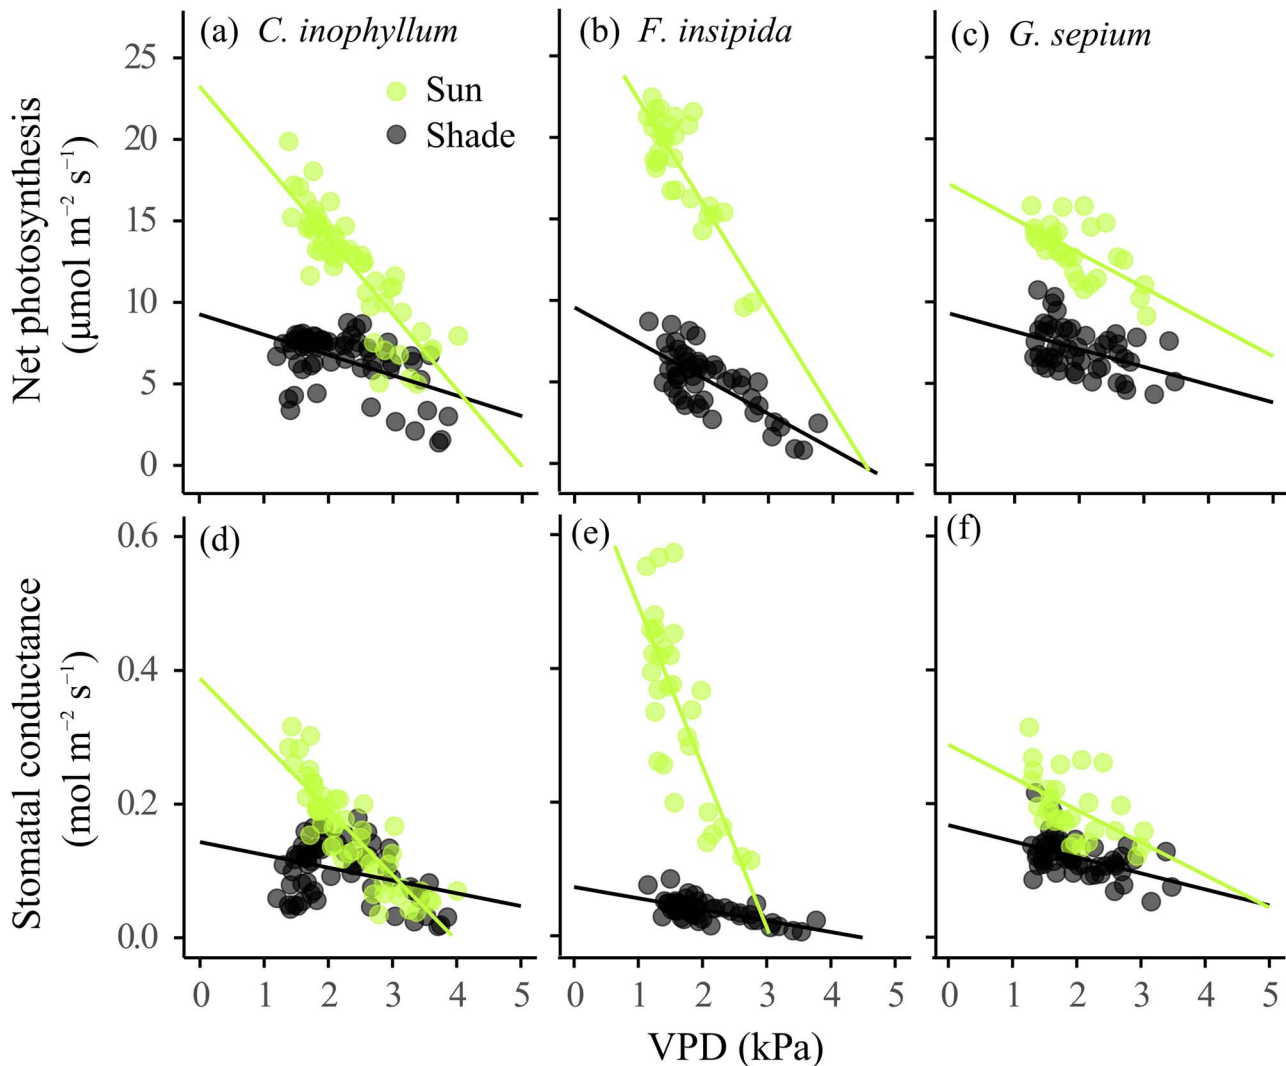 (a) C. inophyllum
(b) F. insipida
(c) G. sepium
Sun
Shade
Net photosynthesis
(μmol m−2 s−1)
25
20
15
10
5
0
(d)
(e)
(f)
Stomatal conductance
(mol m−2 s−1)
0.6
0.4
0.2
0.0
0 1 2 3 4 5
0 1 2 3 4 5
0 1 2 3 4 5
VPD (kPa)